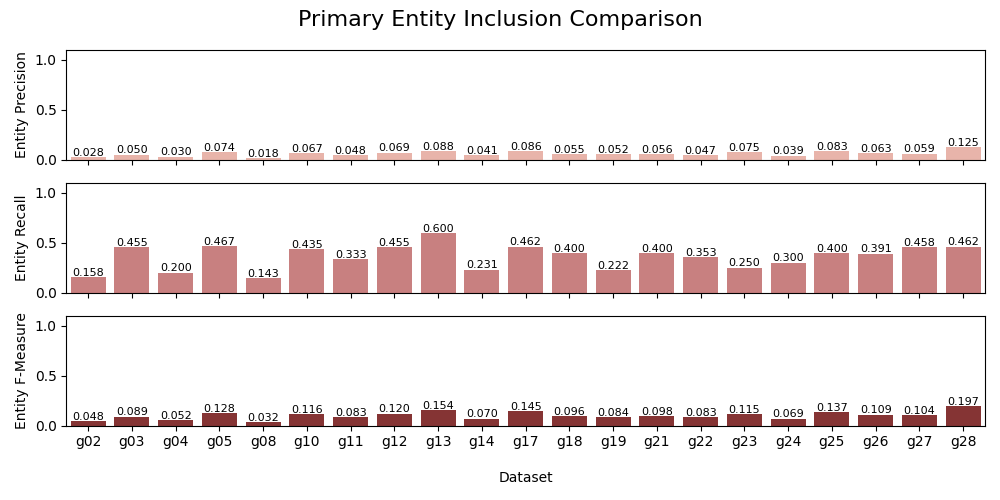 Primary Entity Inclusion Comparison
Entity Precision
1.0
0.5
0.0
0.028 0.050 0.030 0.074 0.018 0.067 0.048 0.069 0.088 0.041 0.086 0.055 0.052 0.056 0.047 0.075 0.039 0.083 0.063 0.059 0.125
Entity Recall
1.0
0.5
0.0
0.158 0.455 0.200 0.467 0.143 0.435 0.333 0.455 0.600 0.231 0.462 0.400 0.222 0.400 0.353 0.250 0.300 0.400 0.391 0.458 0.462
Entity F-Measure
1.0
0.5
0.0
0.048 0.089 0.052 0.128 0.032 0.116 0.083 0.120 0.154 0.070 0.145 0.096 0.084 0.098 0.083 0.115 0.069 0.137 0.109 0.104 0.197
g02 g03 g04 g05 g08 g10 g11 g12 g13 g14 g17 g18 g19 g21 g22 g23 g24 g25 g26 g27 g28
Dataset